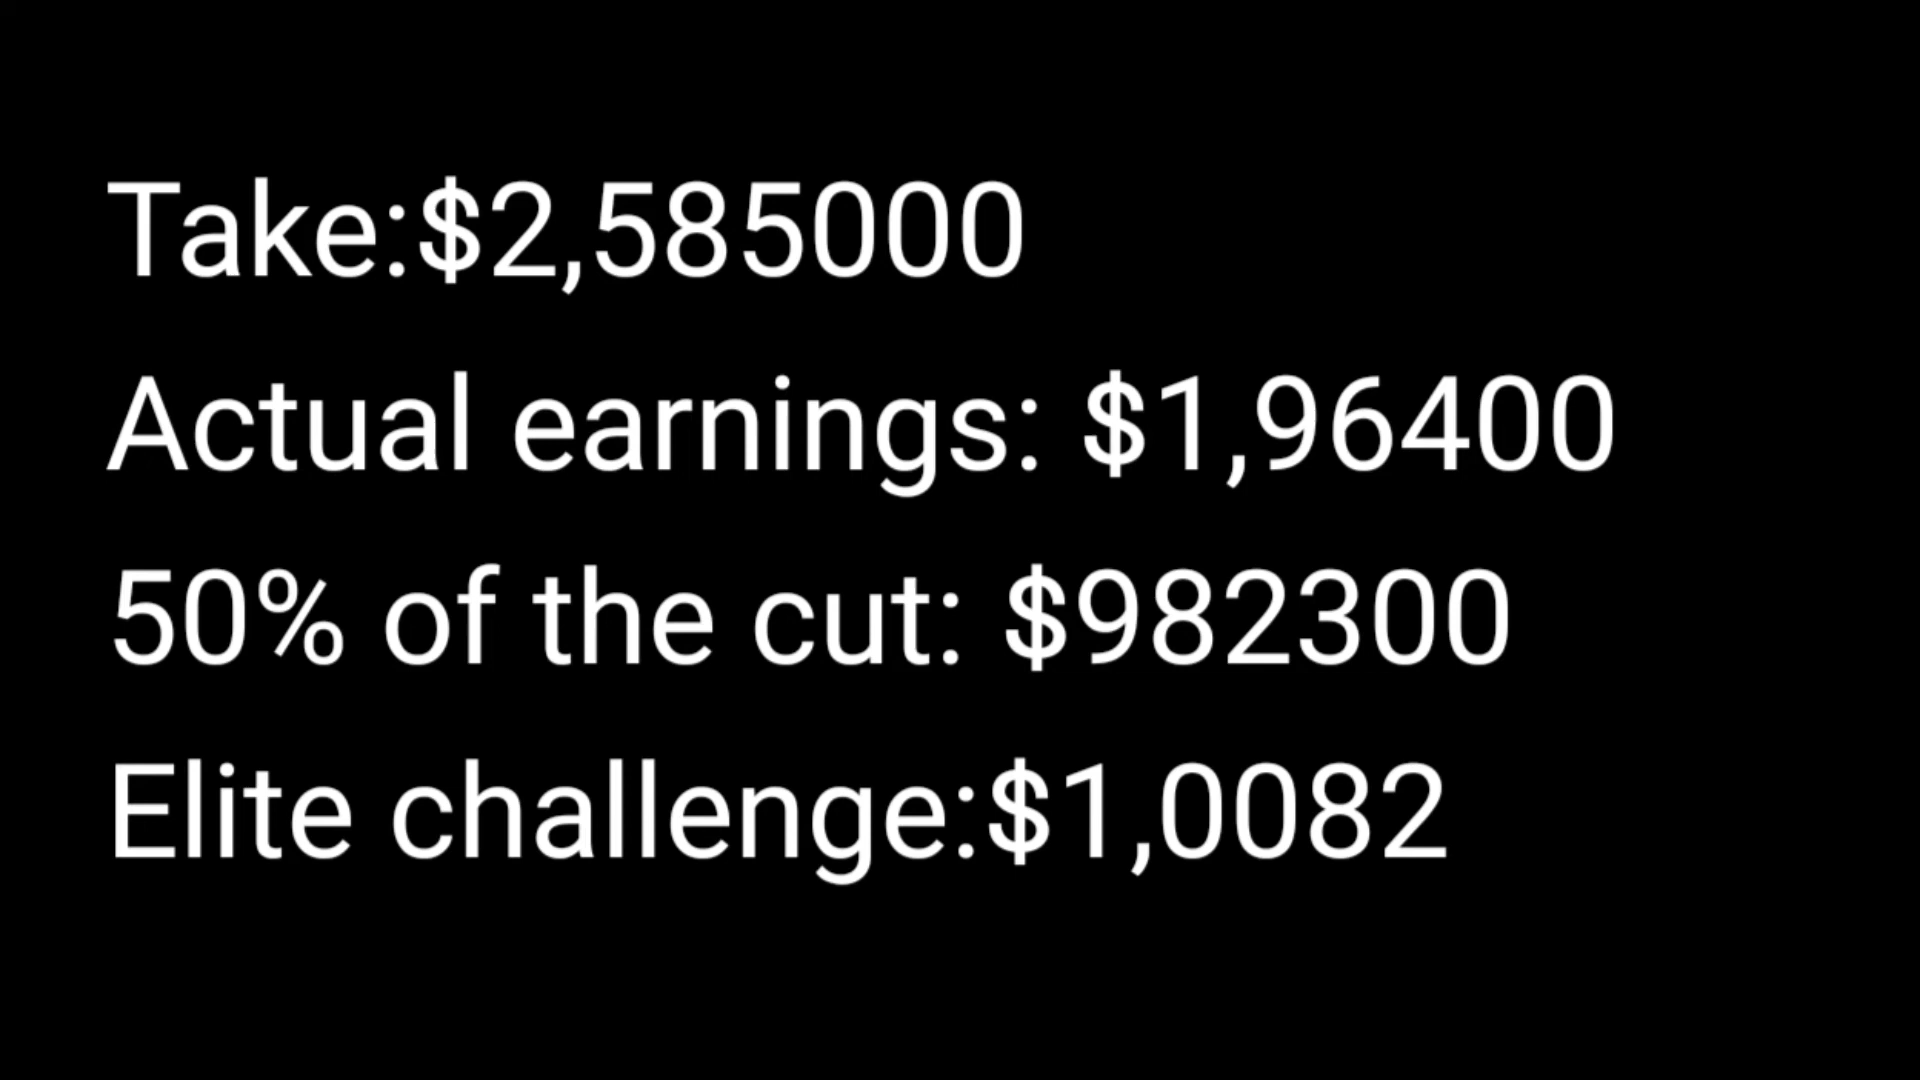 Take:$2,585000
Actual earnings: $1,96400
50% of the cut: $982300
Elite challenge:$1,0082